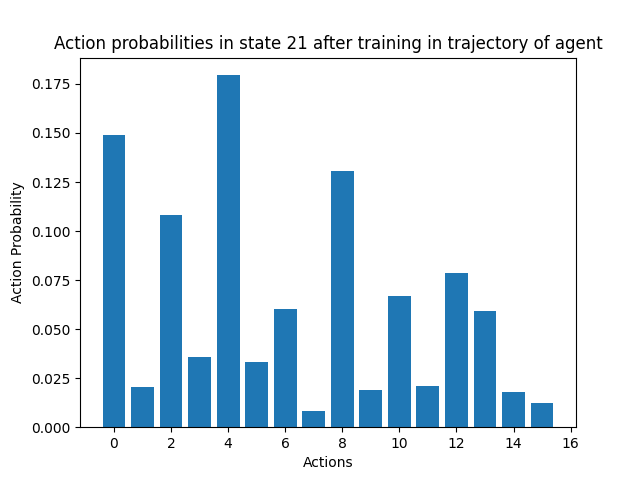 Action probabilities in state 21 after training in trajectory of agent
0.175
0.150
0.125
0.100
0.075
0.050
0.025
0.000
Action Probability
0 2 4 6 8 10 12 14 16
Actions